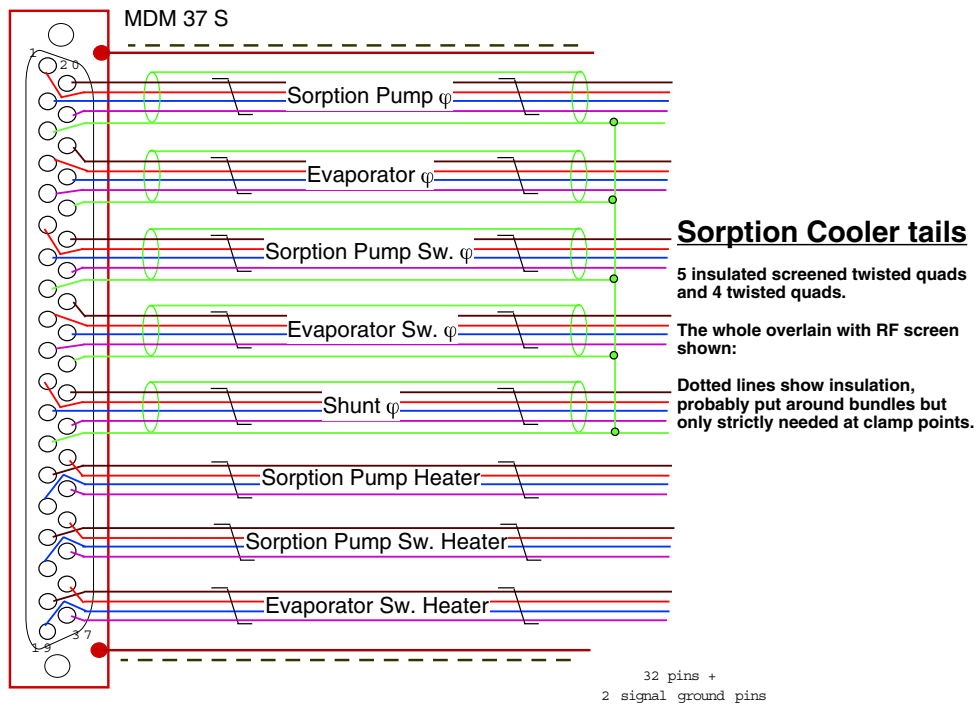 MDM 37 S
1
20
Sorption Pump φ
Evaporator φ
Sorption Pump Sw. φ
Evaporator Sw. φ
Shunt φ
Sorption Pump Heater
Sorption Pump Sw. Heater
Evaporator Sw. Heater
37
19
Sorption Cooler tails
5 insulated screened twisted quads
and 4 twisted quads.
The whole overlain with RF screen
shown:
Dotted lines show insulation,
probably put around bundles but
only strictly needed at clamp points.
32 pins +
2 signal ground pins